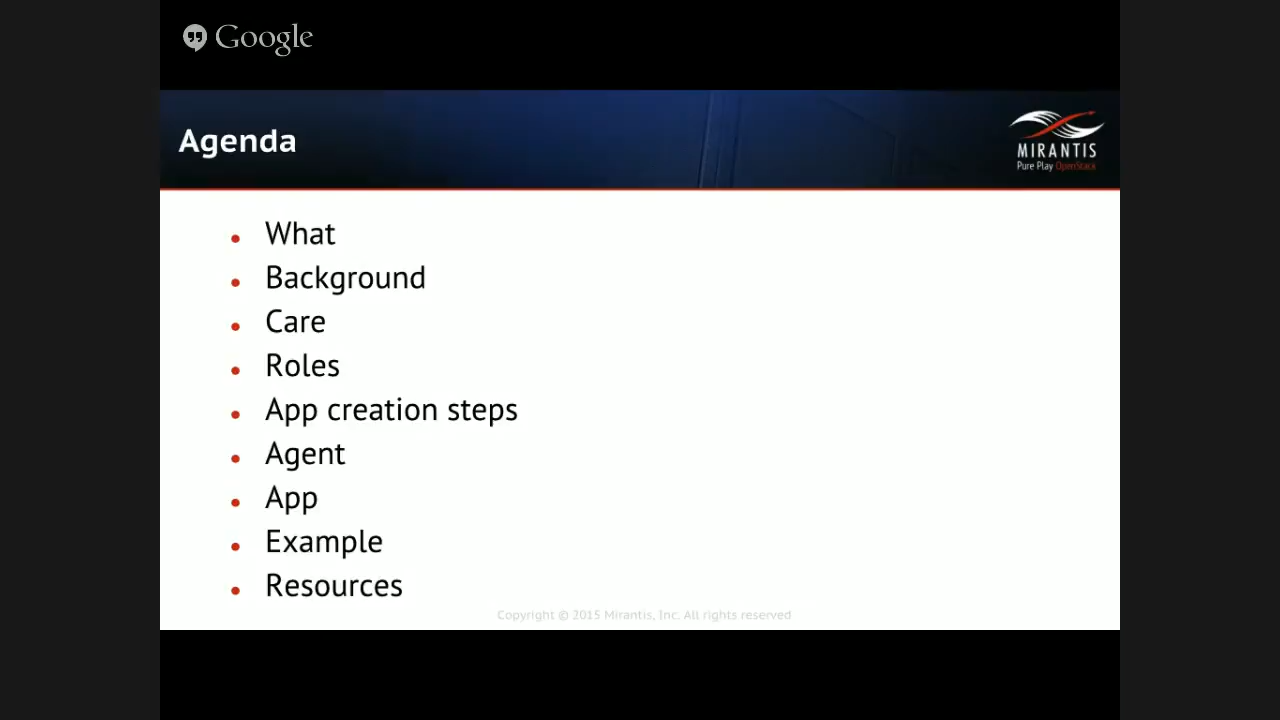 Google
Agenda
MIRANTIS
Pure Play OpenStack
What
Background
Care
Roles
App creation steps
Agent
App
Example
Resources
Copyright © 2015 Mirantis, Inc. All rights reserved